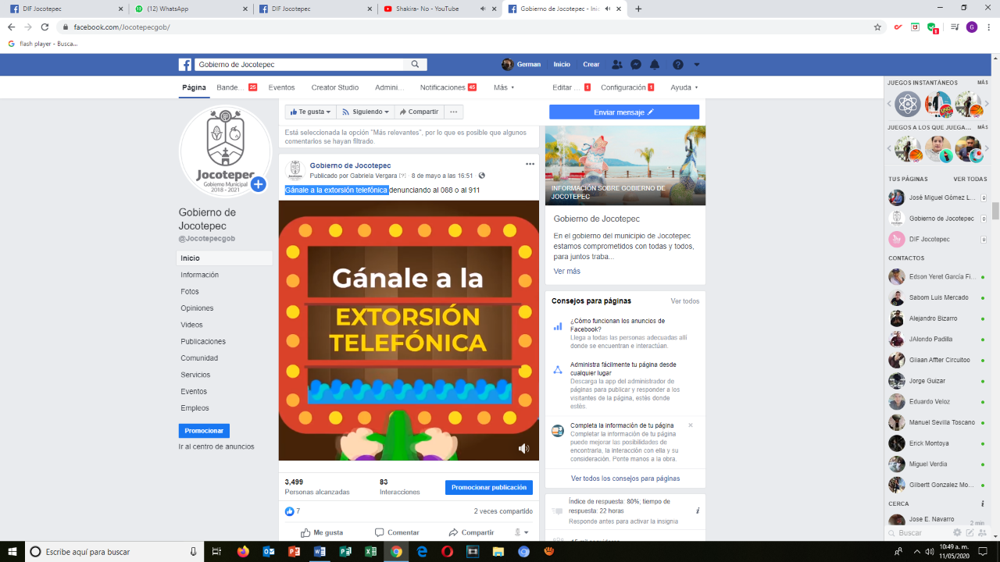 DIF Jocotepec
(12) WhatsApp
DIF Jocotepec
Shakira- No - YouTube
Gobierno de Jocotepec - Inic
facebook.com/Jocotepecgob/
G
flash player - Busca...
Gobierno de Jocotepec
German
Inicio
Crear
Página
Bande... 25
Eventos
Creator Studio
Admini...
Notificaciones 45
Más
Editar ... 1
Configuración 1
Ayuda
Jocotepec
Gobierno Municipal
2018 - 2021
Gobierno de
Jocotepec
@Jocotepecgob
Inicio
Información
Fotos
Opiniones
Videos
Publicaciones
Comunidad
Servicios
Eventos
Empleos
Promocionar
Ir al centro de anuncios
Te gusta
Siguiendo
Compartir
Está seleccionada la opción "Más relevantes", por lo que es posible que algunos
comentarios se hayan filtrado.
Gobierno de Jocotepec
Publicado por Gabriela Vergara [?] · 8 de mayo a las 16:51 ·
Gánale a la extorsión telefónica denunciando al 088 o al 911
Gánale a la
EXTORSIÓN
TELEFÓNICA
3,499
Personas alcanzadas
83
Interacciones
Promocionar publicación
7
2 veces compartido
Me gusta
Comentar
Compartir
Enviar mensaje
INFORMACIÓN SOBRE GOBIERNO DE
JOCOTEPEC
Gobierno de Jocotepec
En el gobierno del municipio de Jocotepec
estamos comprometidos con todas y todos,
para juntos traba...
Ver más
Consejos para páginas
Ver todos
¿Cómo funcionan los anuncios de
Facebook?
Llega a todas las personas adecuadas allí
donde se encuentran e interactúan.
Administra fácilmente tu página desde
cualquier lugar
Descarga la app del administrador de
páginas para publicar y responder a los
visitantes de la página, estés donde
estés.
Completa la información de tu página
Completar la información de tu página
puede mejorar las posibilidades de
encontrarla, la interacción con ella y su
consideración. Ponte manos a la obra.
Ver todos los consejos para páginas
Índice de respuesta: 80%; tiempo de
respuesta: 22 horas
Responde antes para activar la insignia
JUEGOS INSTANTÁNEOS
MÁS
JUEGOS A LOS QUE JUEGA...
MÁS
TUS PÁGINAS
VER TODAS
José Miguel Gómez L...
Gobierno de Jocotepec
DIF Jocotepec
CONTACTOS
Edson Yeret García Fi...
Sabom Luis Mercado
Alejandro Bizarro
JAlondo Padilla
Gilaan Affter Circuitoo
Jorge Guizar
Eduardo Veloz
Manuel Sevilla Toscano
Erick Montoya
Miguel Verdia
Gilbertt Gonzalez Mo...
CERCA
Jose E. Navarro
2 min
Buscar
Escribe aquí para buscar
10:49 a. m.
11/05/2020